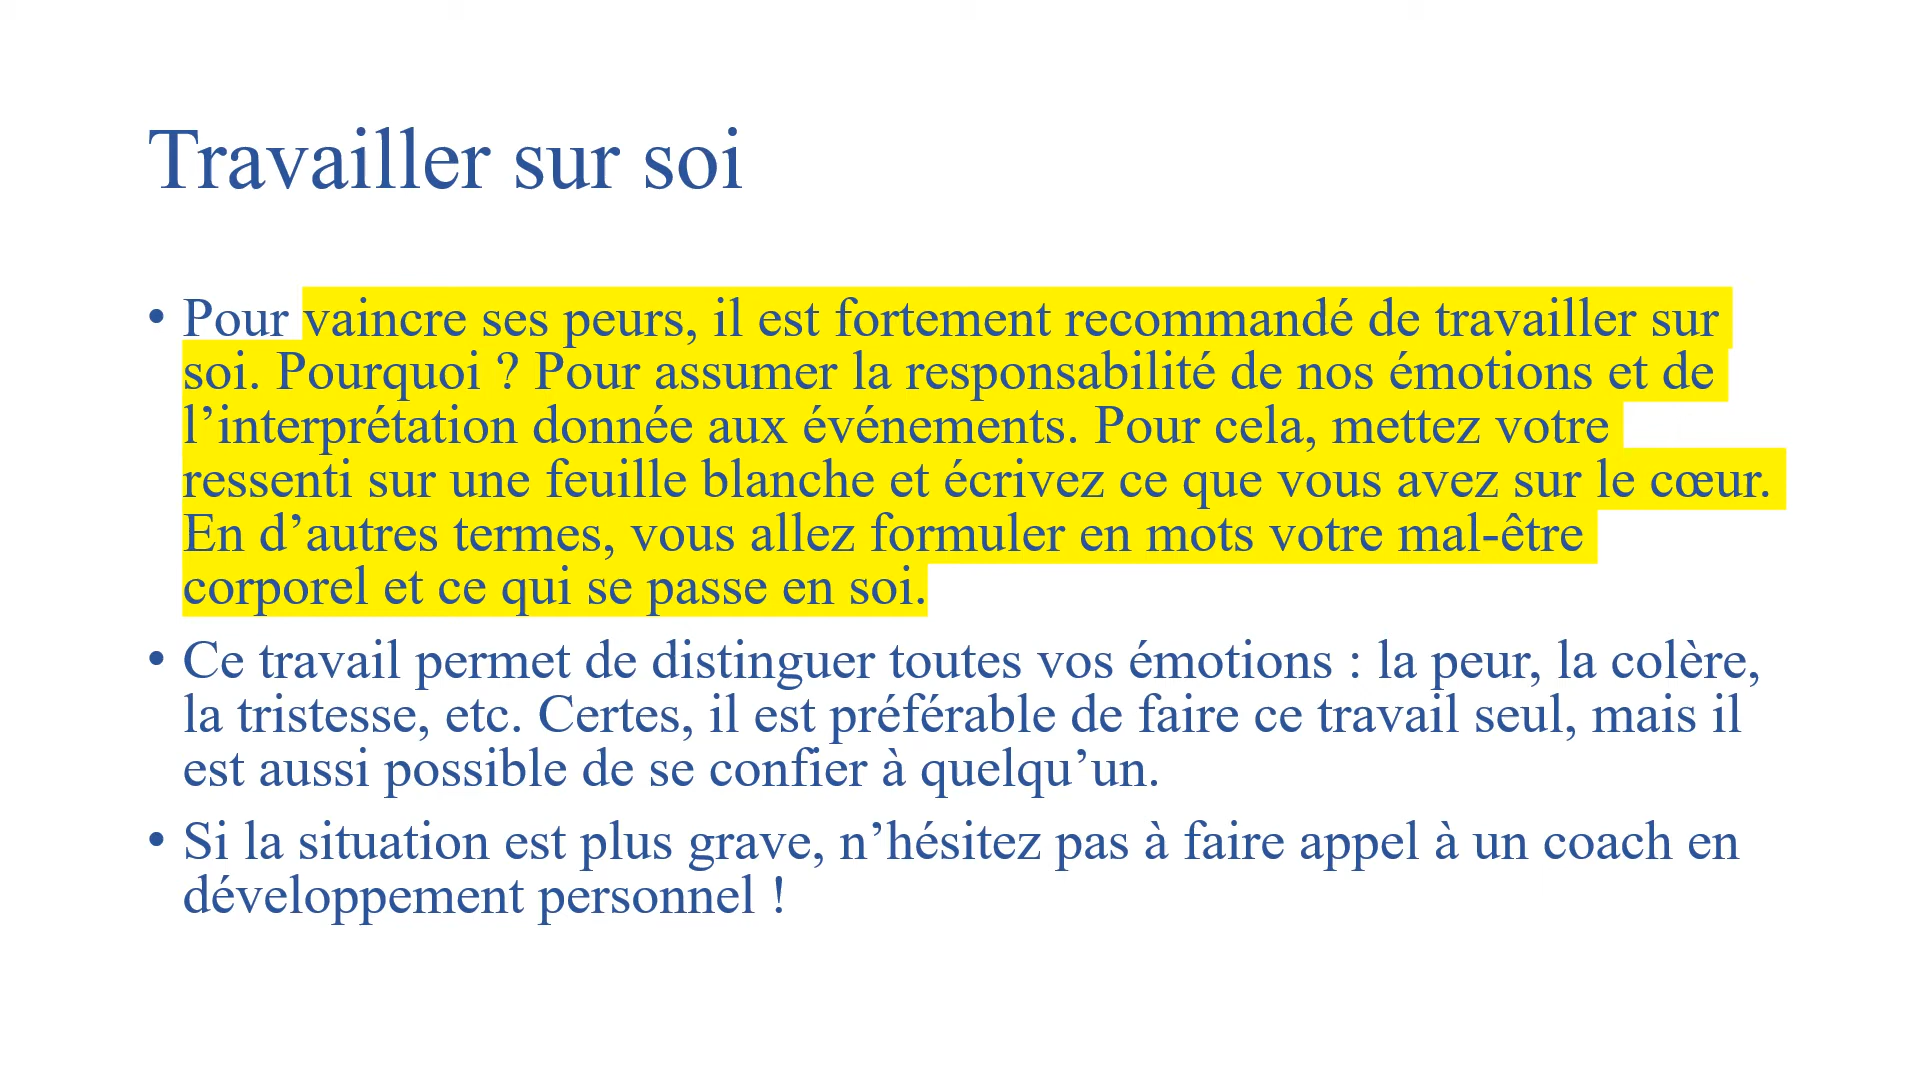 Travailler sur soi
• Pour vaincre ses peurs, il est fortement recommandé de travailler sur
soi. Pourquoi ? Pour assumer la responsabilité de nos émotions et de
l’interprétation donnée aux événements. Pour cela, mettez votre
ressenti sur une feuille blanche et écrivez ce que vous avez sur le cœur.
En d’autres termes, vous allez formuler en mots votre mal-être
corporel et ce qui se passe en soi.
• Ce travail permet de distinguer toutes vos émotions : la peur, la colère,
la tristesse, etc. Certes, il est préférable de faire ce travail seul, mais il
est aussi possible de se confier à quelqu’un.
• Si la situation est plus grave, n’hésitez pas à faire appel à un coach en
développement personnel !